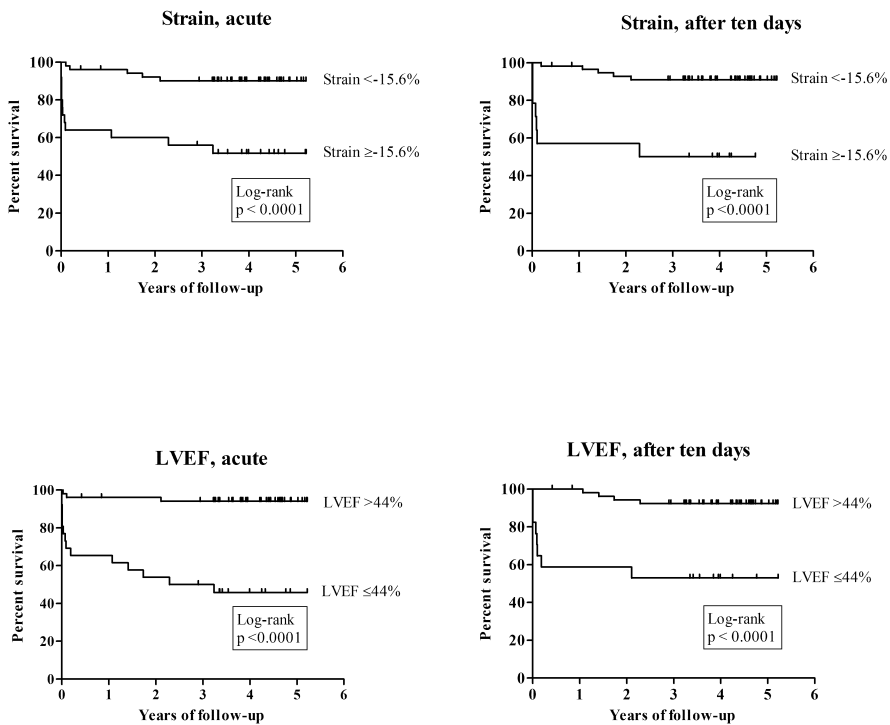 Strain, acute
Percent survival
100
80
60
40
20
0
0 1 2 3 4 5 6
Years of follow-up
Strain <-15.6%
Strain ≥-15.6%
Log-rank
p < 0.0001
Strain, after ten days
Percent survival
100
80
60
40
20
0
0 1 2 3 4 5 6
Years of follow-up
Strain <-15.6%
Strain ≥-15.6%
Log-rank
p < 0.0001
LVEF, acute
Percent survival
100
80
60
40
20
0
0 1 2 3 4 5 6
Years of follow-up
LVEF >44%
LVEF ≤44%
Log-rank
p <0.0001
LVEF, after ten days
Percent survival
100
80
60
40
20
0
0 1 2 3 4 5 6
Years of follow-up
LVEF >44%
LVEF ≤44%
Log-rank
p < 0.0001